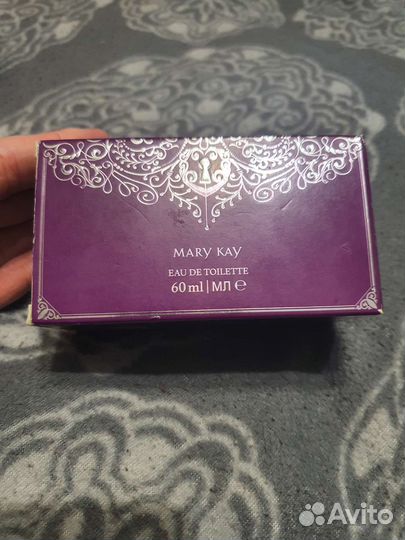 MARY KAY
EAU DE TOILETTE
60 ml | МЛ ℮
Avito